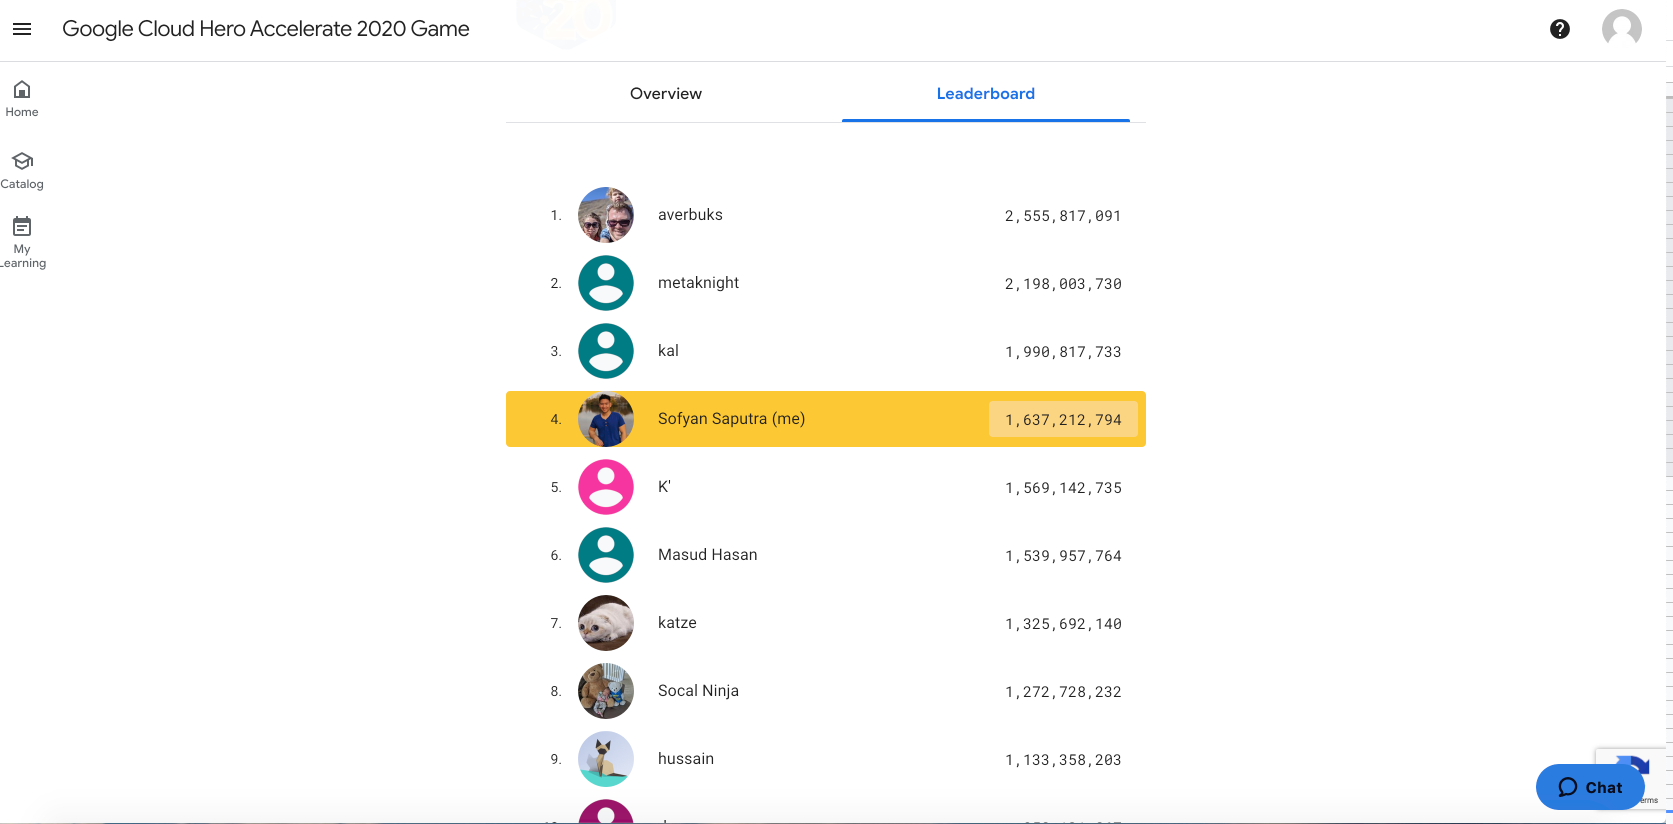 Google Cloud Hero Accelerate 2020 Game
Home
Catalog
My
Learning
Overview
Leaderboard
1. averbuks 2,555,817,091
2. metaknight 2,198,003,730
3. kal 1,990,817,733
4. Sofyan Saputra (me) 1,637,212,794
5. K' 1,569,142,735
6. Masud Hasan 1,539,957,764
7. katze 1,325,692,140
8. Socal Ninja 1,272,728,232
9. hussain 1,133,358,203
Chat